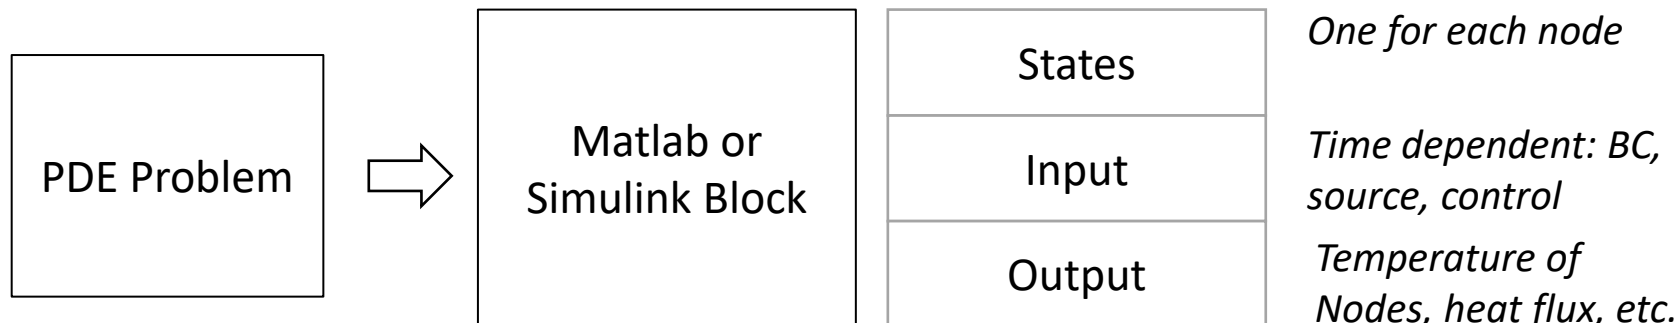 PDE Problem
Matlab or
Simulink Block
States
Input
Output
One for each node
Time dependent: BC,
source, control
Temperature of
Nodes, heat flux, etc.